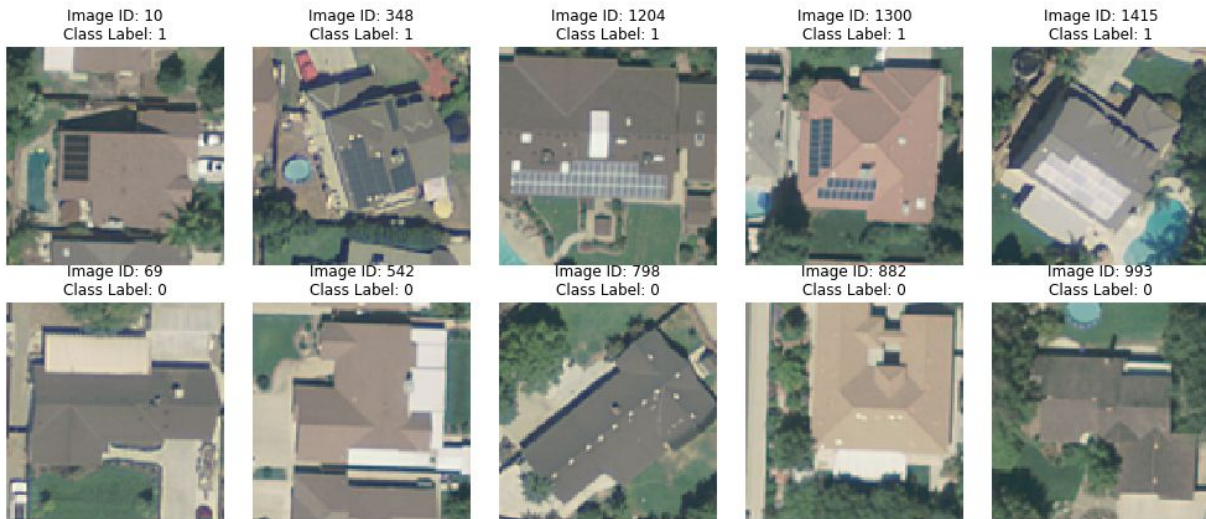 Image ID: 10
Class Label: 1
Image ID: 348
Class Label: 1
Image ID: 1204
Class Label: 1
Image ID: 1300
Class Label: 1
Image ID: 1415
Class Label: 1
Image ID: 69
Class Label: 0
Image ID: 542
Class Label: 0
Image ID: 798
Class Label: 0
Image ID: 882
Class Label: 0
Image ID: 993
Class Label: 0